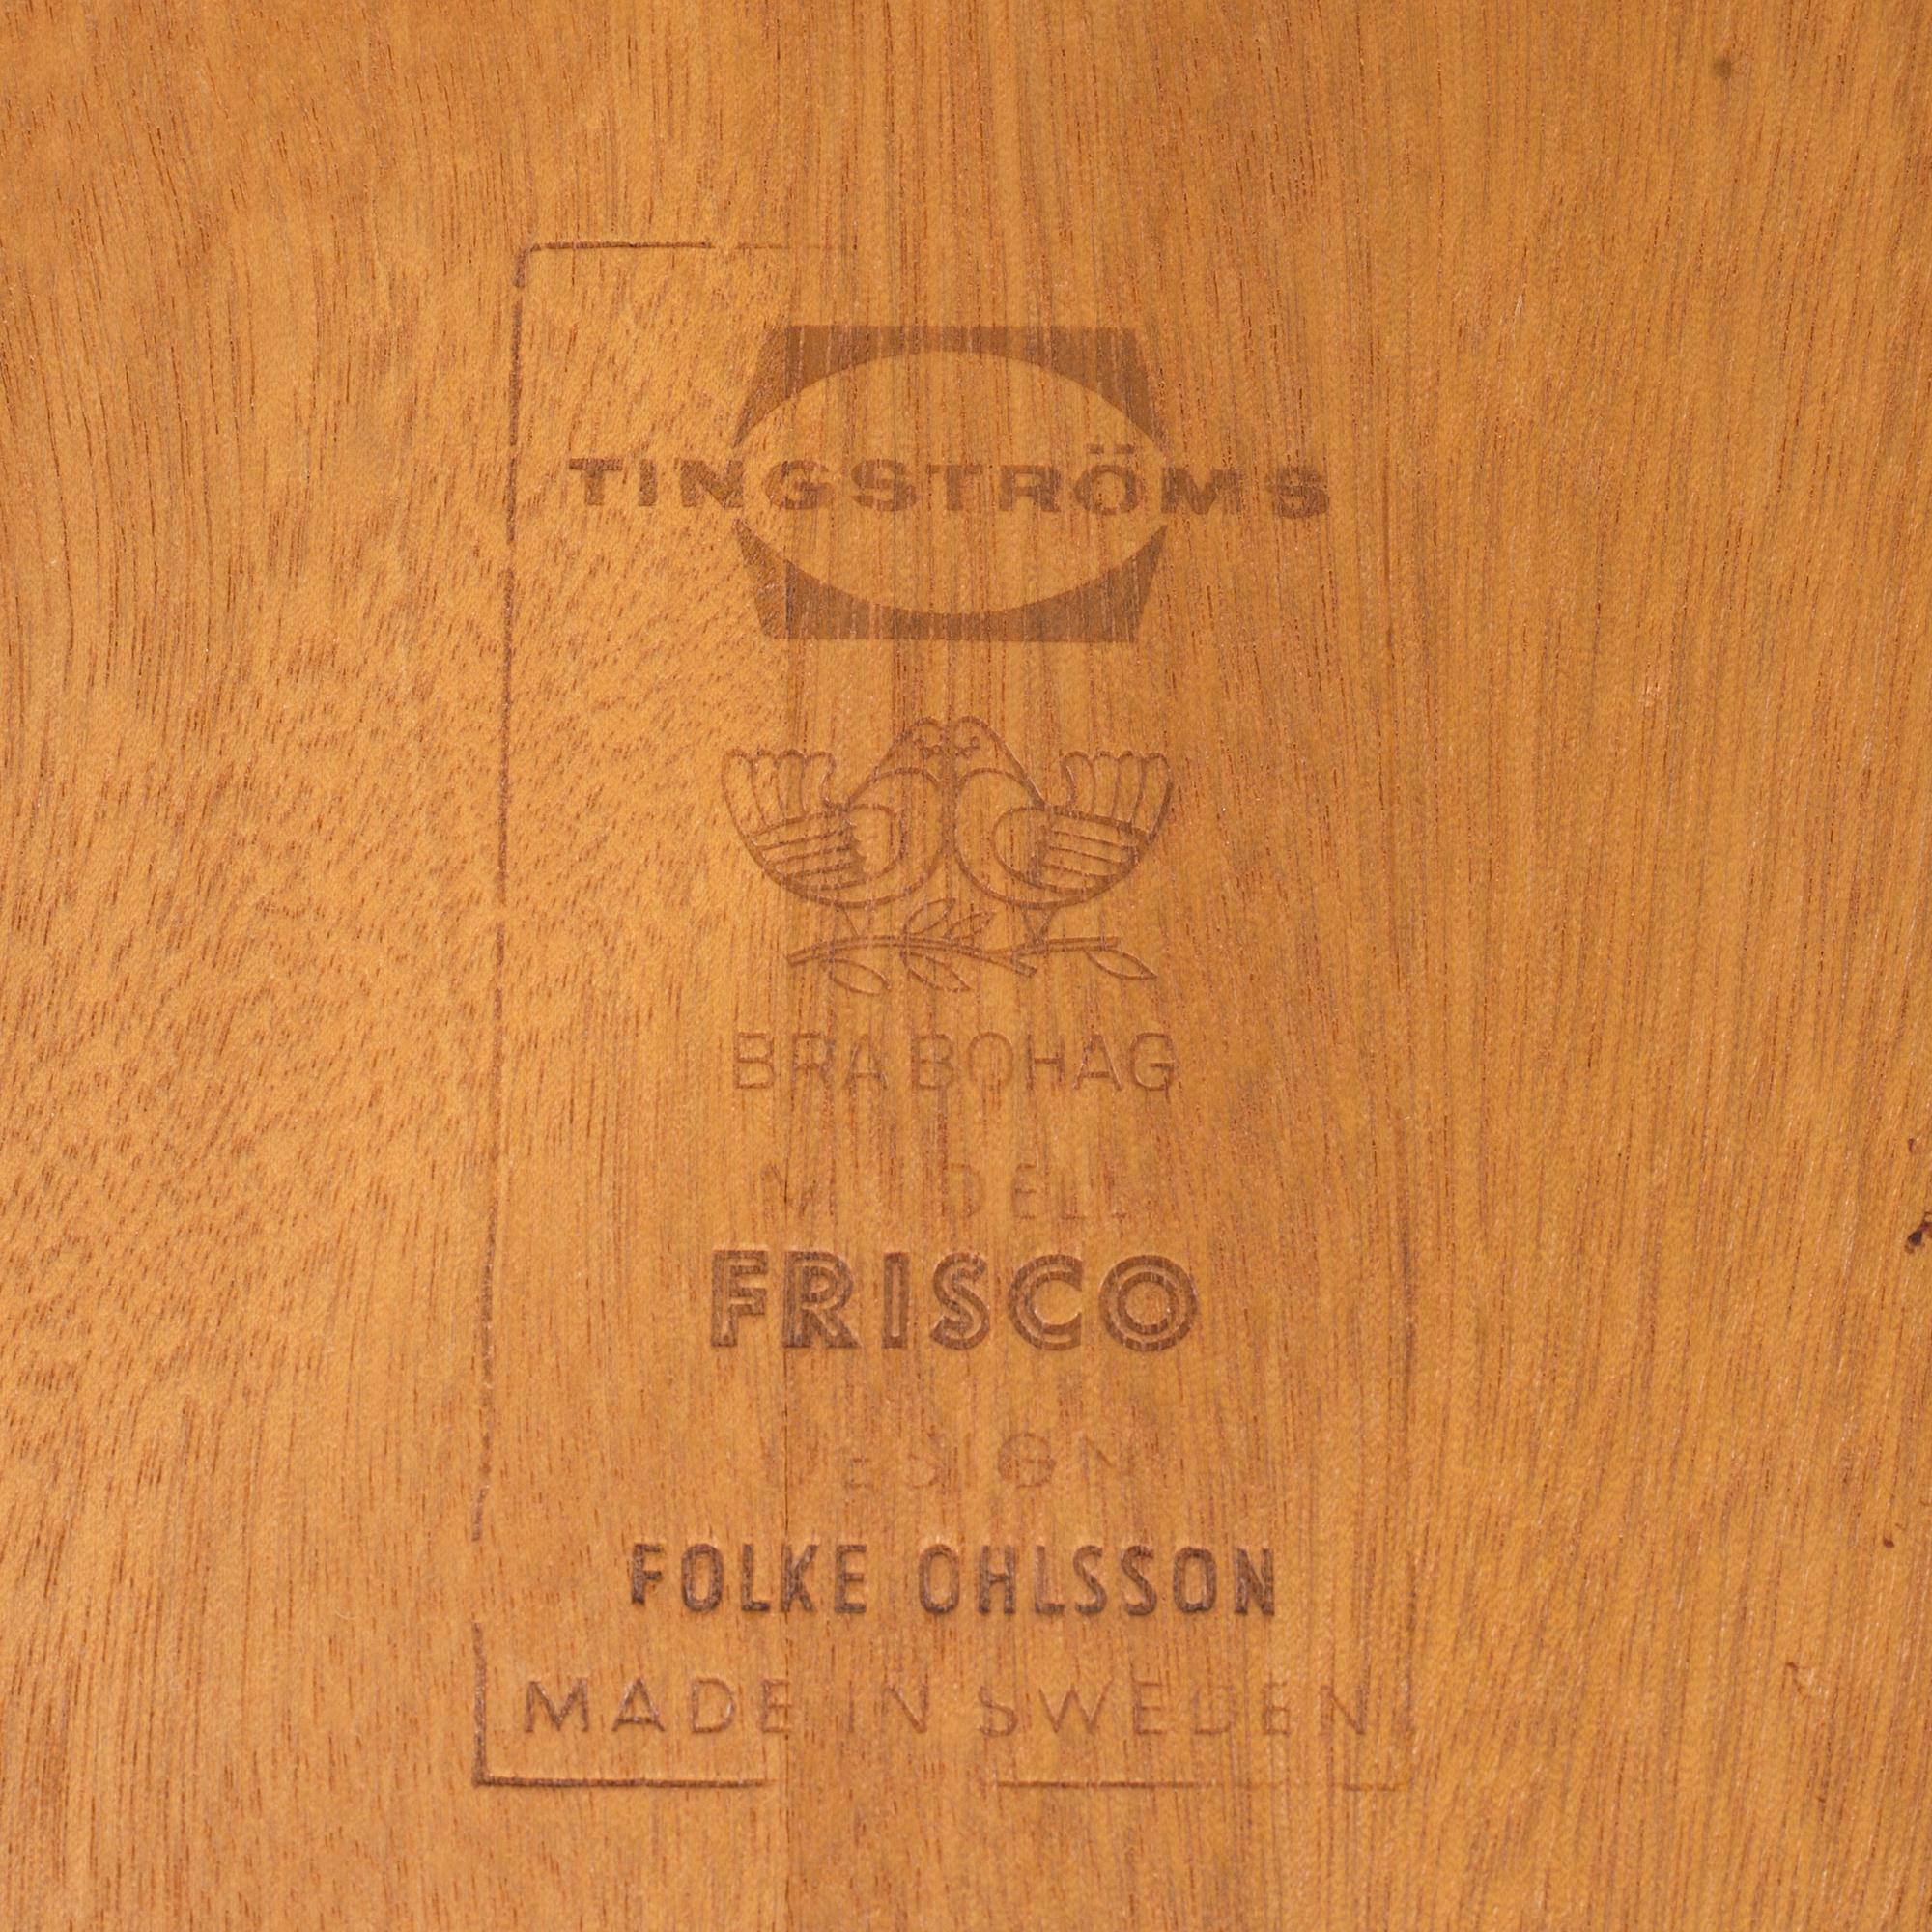 TINGSTRÖMS
BRA BOHAG
MODELL
FRISCO
DESIGN
FOLKE OHLSSON
MADE IN SWEDEN